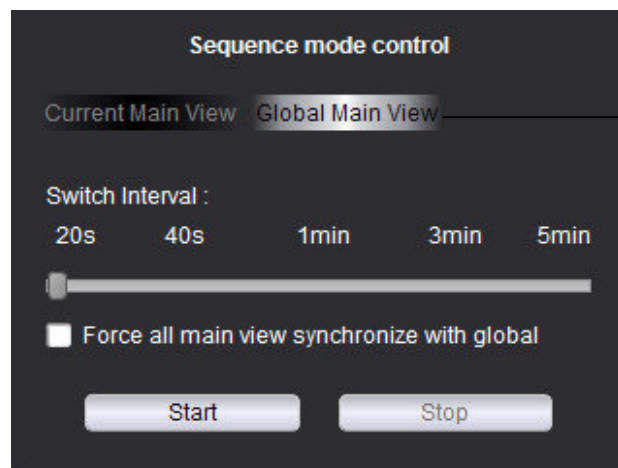 Sequence mode control
Current Main View Global Main View
Switch Interval :
20s 40s 1min 3min 5min
Force all main view synchronize with global
Start Stop